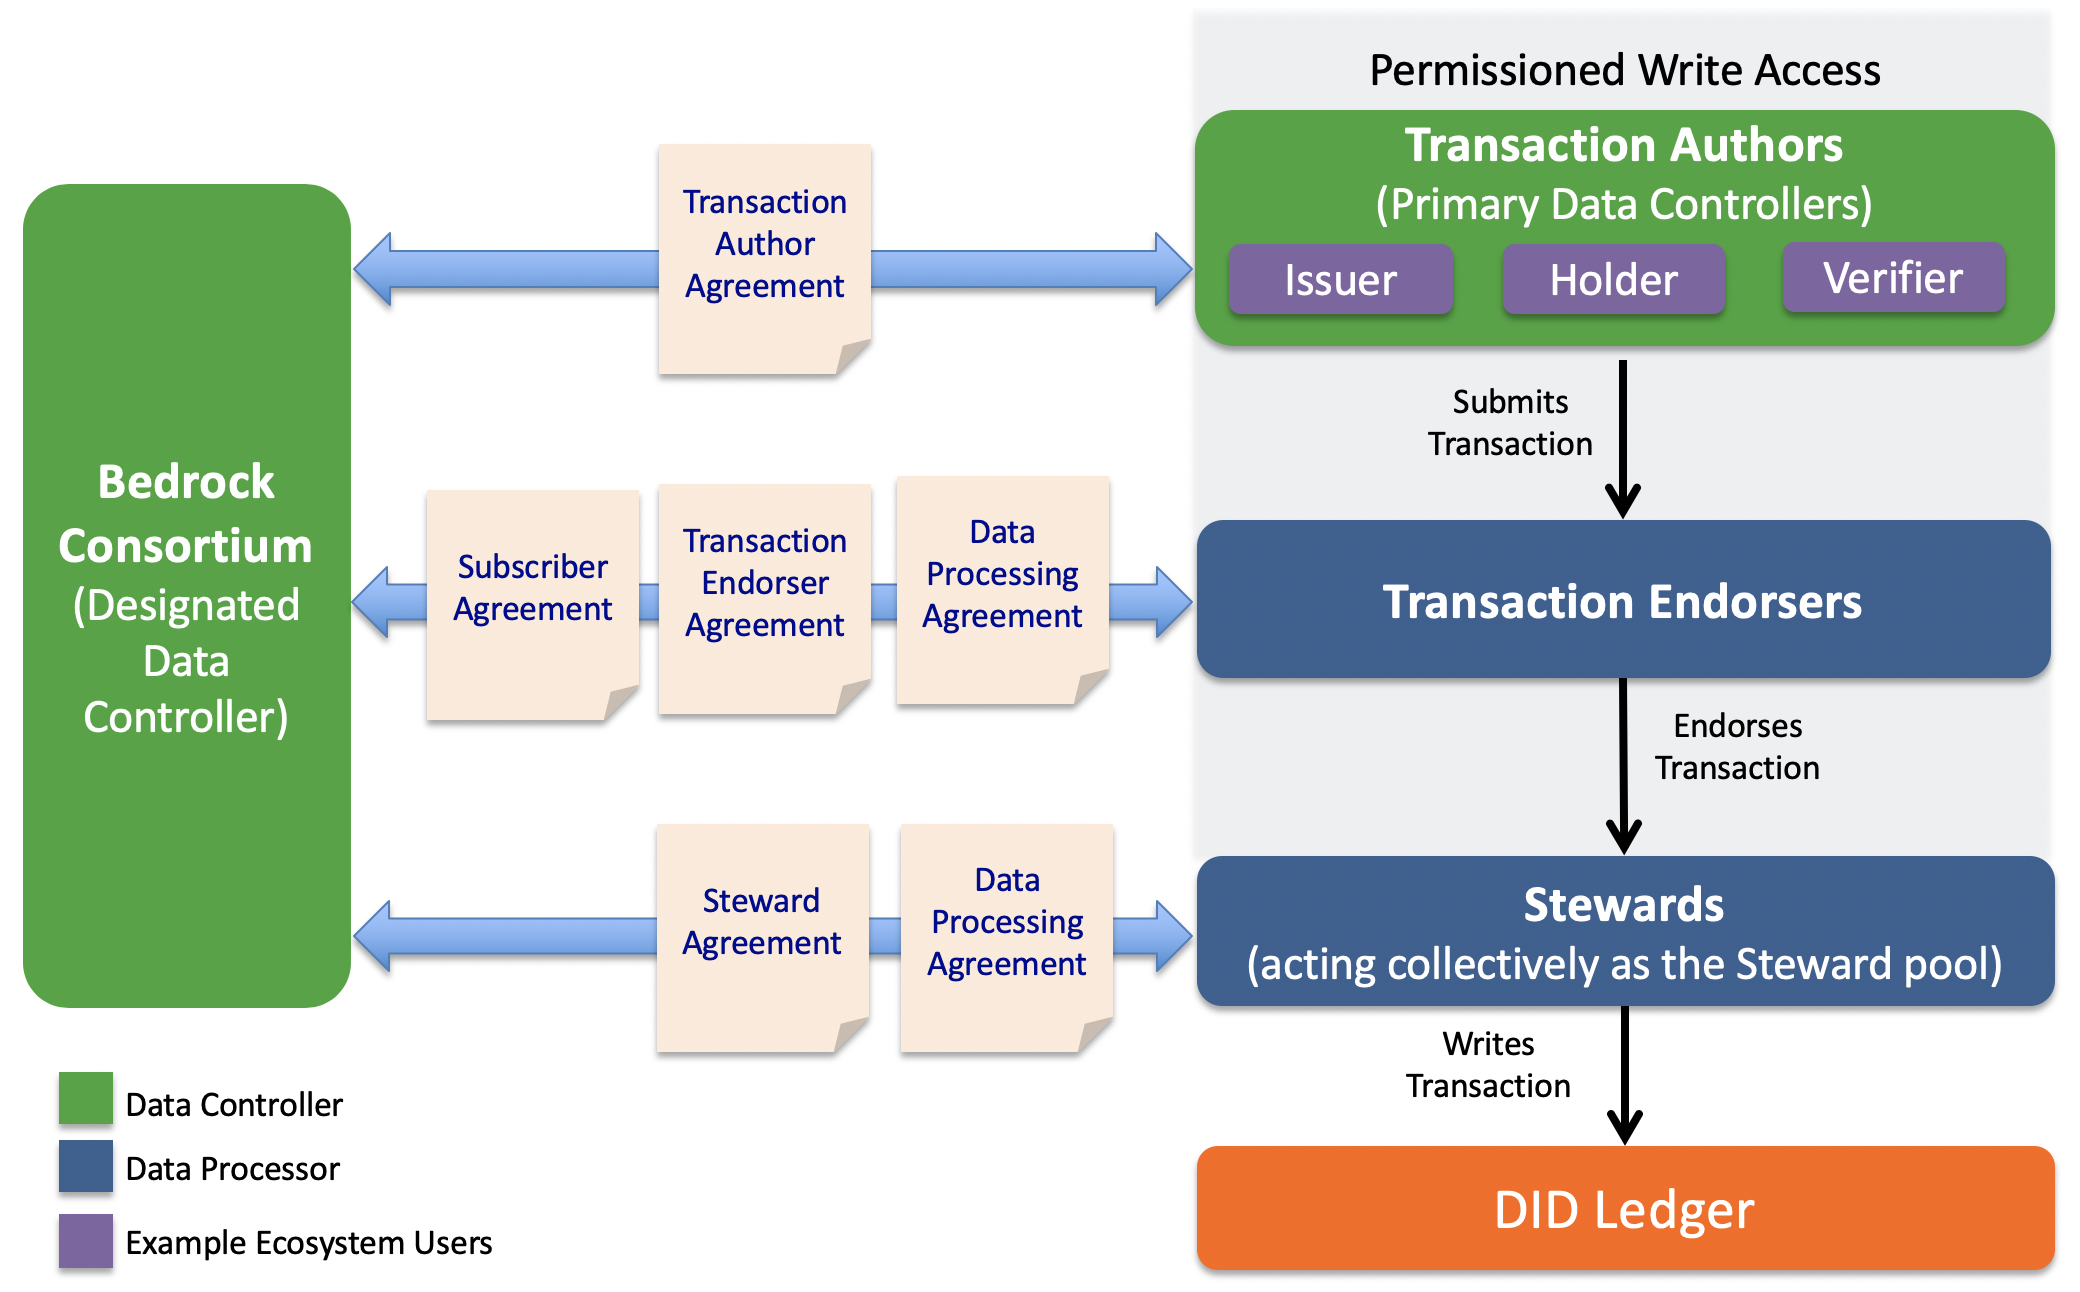 Permissioned Write Access
Transaction Authors
(Primary Data Controllers)
Issuer
Holder
Verifier
Transaction
Author
Agreement
Submits
Transaction
Bedrock
Consortium
(Designated
Data
Controller)
Subscriber
Agreement
Transaction
Endorser
Agreement
Data
Processing
Agreement
Transaction Endorsers
Endorses
Transaction
Steward
Agreement
Data
Processing
Agreement
Stewards
(acting collectively as the Steward pool)
Writes
Transaction
DID Ledger
Data Controller
Data Processor
Example Ecosystem Users